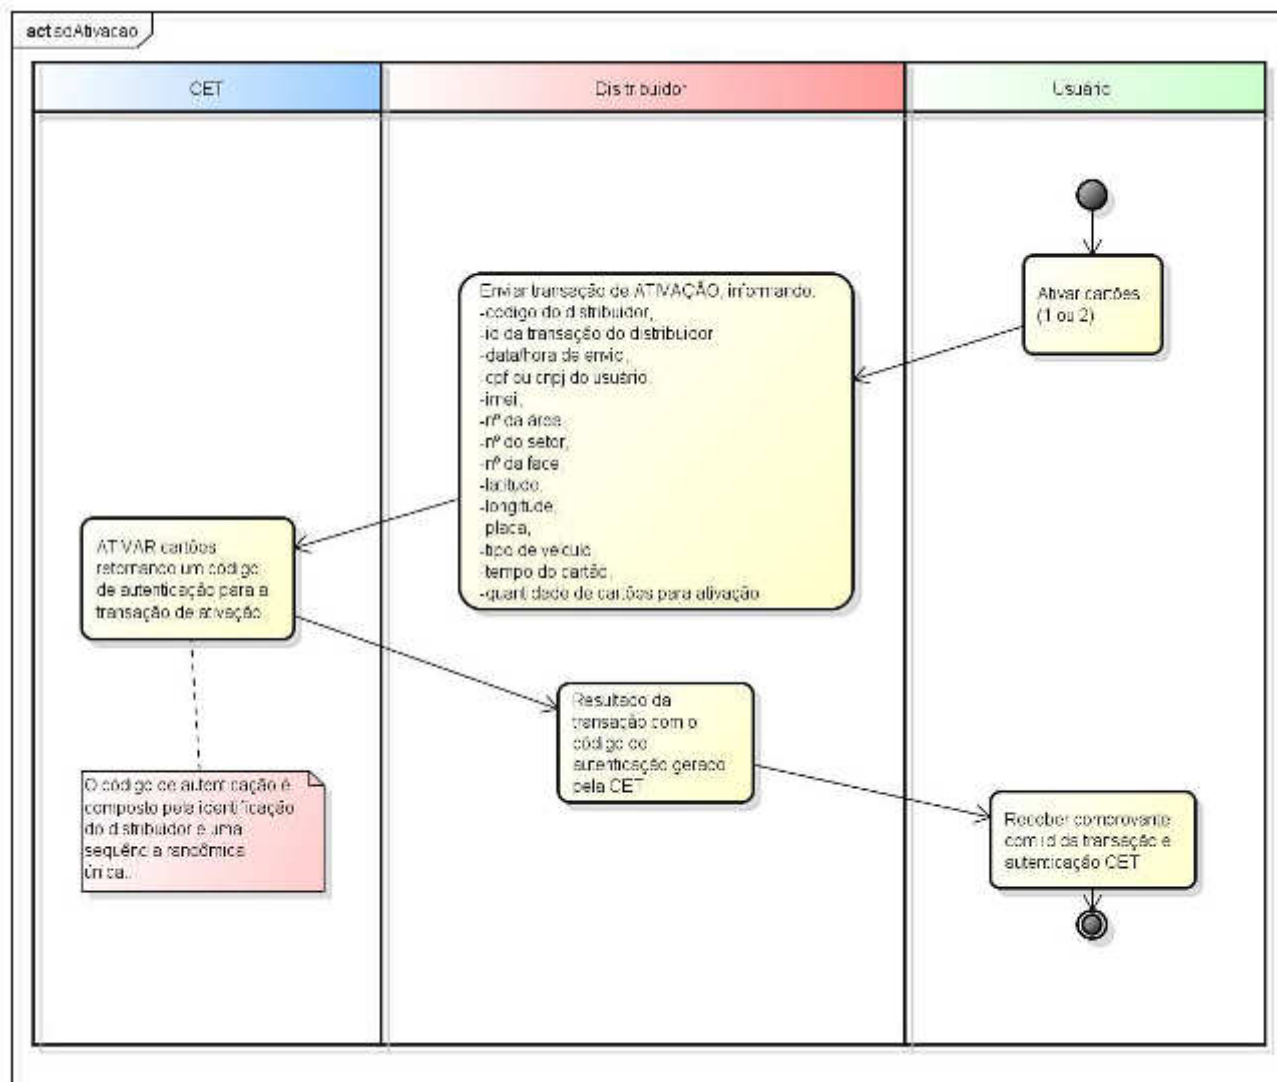 act sdAtivacao
CET
Distribuidor
Usuário
Ativar cartões
(1 ou 2)
Enviar transação de ATIVAÇÃO, informando:
-código do distribuidor,
-id da transação do distribuidor
-data/hora de envio,
-cpf ou cnpj do usuário
-imei,
-nº da área
-nº do setor,
-nº da face
-latitude,
-longitude,
placa,
-tipo de veículo
-tempo do cartão,
-quantidade de cartões para ativação
ATIVAR cartões
retornando um código
de autenticação para a
transação de ativação
Resultado da
transação com o
código de
autenticação gerado
pela CET
O código de autenticação é
composto pela identificação
do distribuidor e uma
sequência randômica
única..
Receber comprovante
com id da transação e
autenticação CET